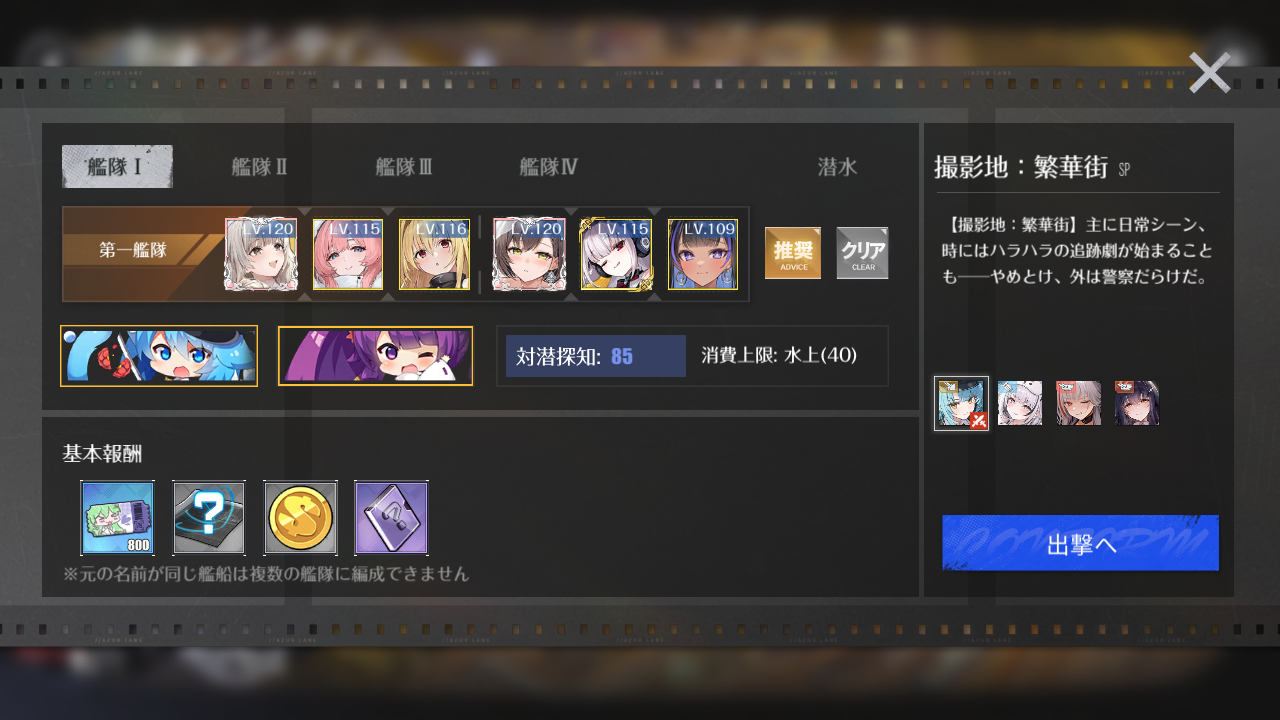 艦隊Ⅰ
艦隊Ⅱ
艦隊Ⅲ
艦隊Ⅳ
潜水
第一艦隊
LV.120
LV.115
LV.116
LV.120
LV.115
LV.109
推奨
ADVICE
クリア
CLEAR
対潜探知: 85
消費上限: 水上(40)
基本報酬
800
※元の名前が同じ艦船は複数の艦隊に編成できません
撮影地：繁華街 SP
【撮影地：繁華街】主に日常シーン、
時にはハラハラの追跡劇が始まること
も――やめとけ、外は警察だらけだ。
出撃へ